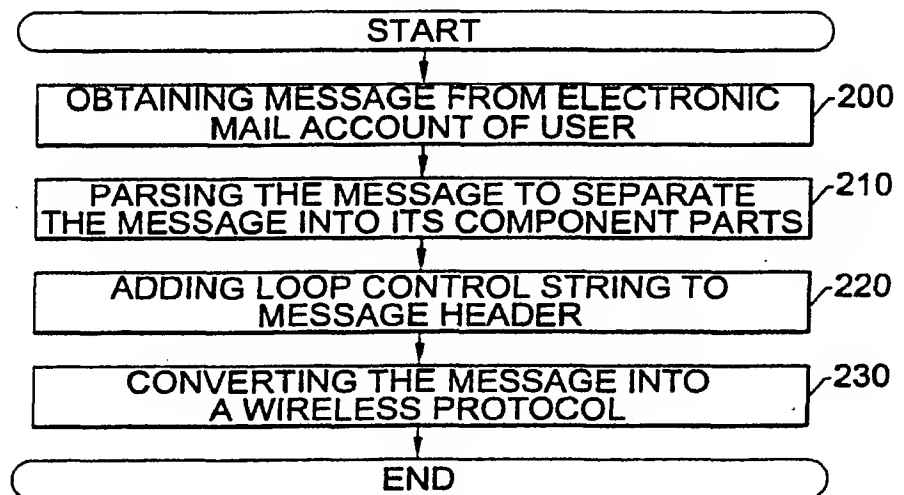 START
OBTAINING MESSAGE FROM ELECTRONIC
MAIL ACCOUNT OF USER
200
PARSING THE MESSAGE TO SEPARATE
THE MESSAGE INTO ITS COMPONENT PARTS
210
ADDING LOOP CONTROL STRING TO
MESSAGE HEADER
220
CONVERTING THE MESSAGE INTO
A WIRELESS PROTOCOL
230
END